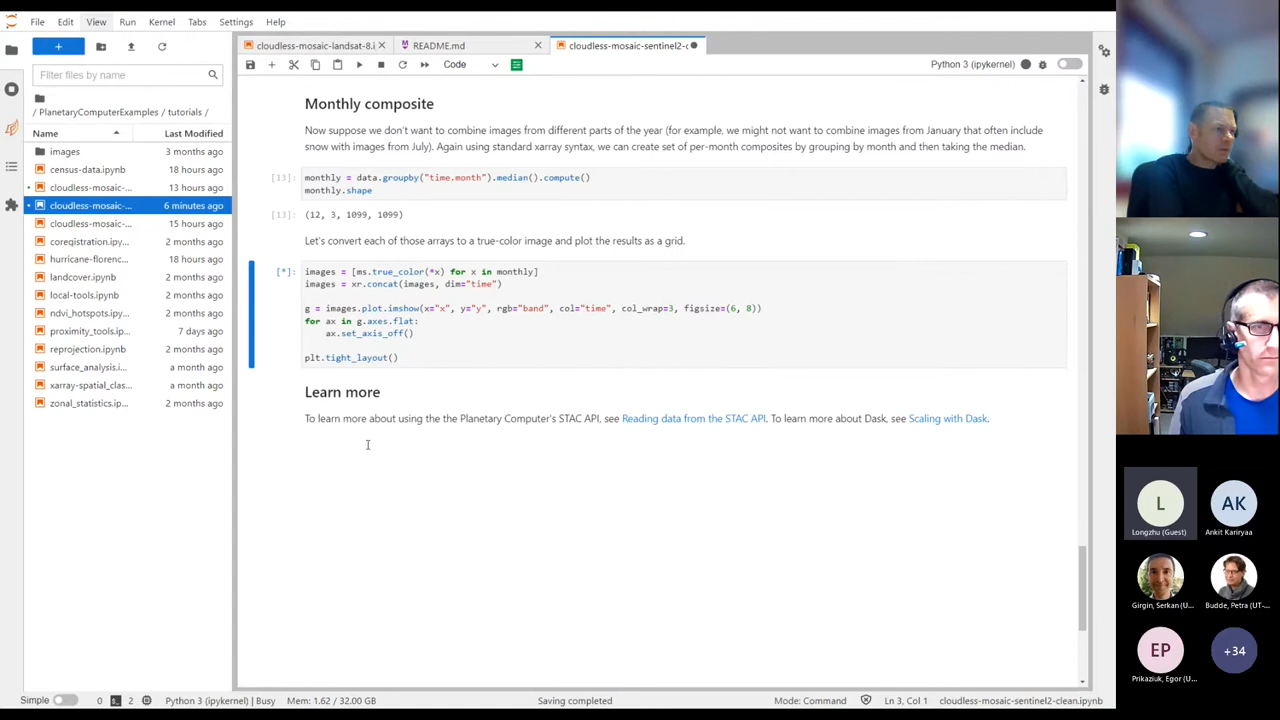 File Edit View Run Kernel Tabs Settings Help
cloudless-mosaic-landsat-8.i
README.md
cloudless-mosaic-sentinel2-c
Filter files by name
Code
Python 3 (ipykernel)
/ PlanetaryComputerExamples / tutorials /
Name Last Modified
images 3 months ago
census-data.ipynb 18 hours ago
cloudless-mosaic-... 13 hours ago
cloudless-mosaic-... 6 minutes ago
cloudless-mosaic-... 15 hours ago
coregistration.ipy... 2 months ago
hurricane-florenc... 18 hours ago
landcover.ipynb 2 months ago
local-tools.ipynb 2 months ago
ndvi_hotspots.ipy... 2 months ago
proximity_tools.ip... 7 days ago
reprojection.ipynb 2 months ago
surface_analysis.i... a month ago
xarray-spatial_clas... a month ago
zonal_statistics.ip... 2 months ago
Monthly composite
Now suppose we don't want to combine images from different parts of the year (for example, we might not want to combine images from January that often include
snow with images from July). Again using standard xarray syntax, we can create set of per-month composites by grouping by month and then taking the median.
[13]: monthly = data.groupby("time.month").median().compute()
monthly.shape
[13]: (12, 3, 1099, 1099)
Let's convert each of those arrays to a true-color image and plot the results as a grid.
[*]: images = [ms.true_color(*x) for x in monthly]
images = xr.concat(images, dim="time")
g = images.plot.imshow(x="x", y="y", rgb="band", col="time", col_wrap=3, figsize=(6, 8))
for ax in g.axes.flat:
ax.set_axis_off()
plt.tight_layout()
Learn more
To learn more about using the the Planetary Computer's STAC API, see Reading data from the STAC API. To learn more about Dask, see Scaling with Dask.
L
Longzhu (Guest)
AK
Ankit Kariryaa
Girgin, Serkan (U...
Budde, Petra (UT-...
EP
Prikaziuk, Egor (U...
+34
Simple 0 2 Python 3 (ipykernel) | Busy Mem: 1.62 / 32.00 GB Saving completed Mode: Command Ln 3, Col 1 cloudless-mosaic-sentinel2-clean.ipynb